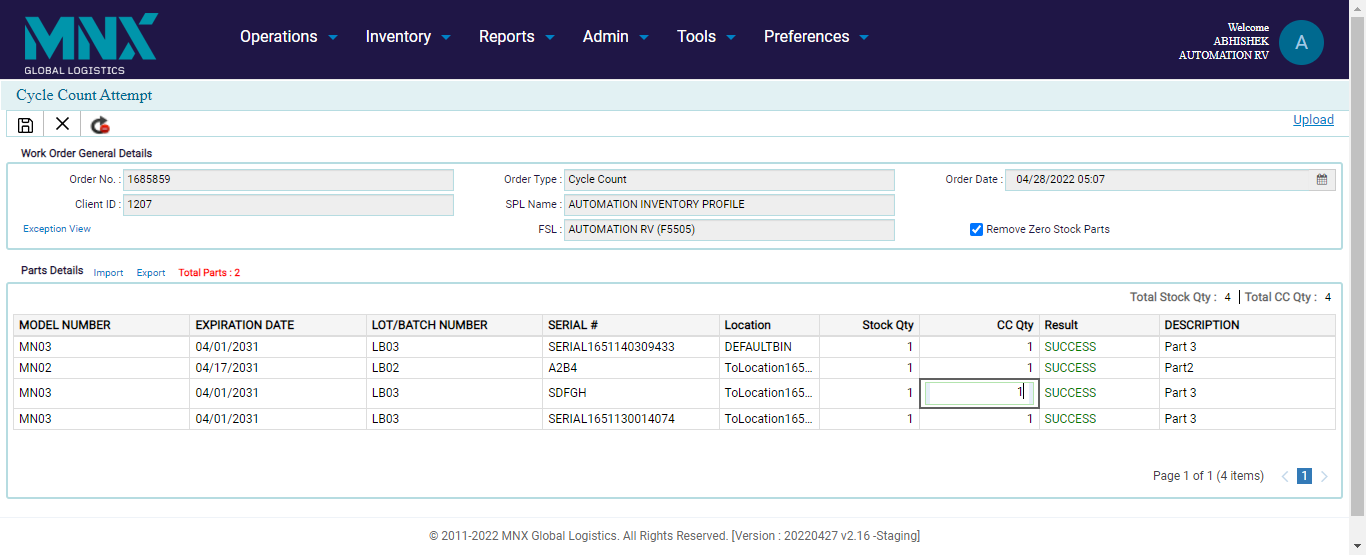 MNX
GLOBAL LOGISTICS
Operations Inventory Reports Admin Tools Preferences
Welcome
ABHISHEK
AUTOMATION RV
A
Cycle Count Attempt
Upload
Work Order General Details
Order No. : 1685859 Order Type : Cycle Count Order Date : 04/28/2022 05:07
Client ID : 1207 SPL Name : AUTOMATION INVENTORY PROFILE
Exception View FSL : AUTOMATION RV (F5505) Remove Zero Stock Parts
Parts Details Import Export Total Parts : 2
Total Stock Qty : 4 Total CC Qty : 4
MODEL NUMBER EXPIRATION DATE LOT/BATCH NUMBER SERIAL # Location Stock Qty CC Qty Result DESCRIPTION
MN03 04/01/2031 LB03 SERIAL1651140309433 DEFAULTBIN 1 1 SUCCESS Part 3
MN02 04/17/2031 LB02 A2B4 ToLocation165... 1 1 SUCCESS Part2
MN03 04/01/2031 LB03 SDFGH ToLocation165... 1 1 SUCCESS Part 3
MN03 04/01/2031 LB03 SERIAL1651130014074 ToLocation165... 1 1 SUCCESS Part 3
Page 1 of 1 (4 items) 1
© 2011-2022 MNX Global Logistics. All Rights Reserved. [Version : 20220427 v2.16 -Staging]